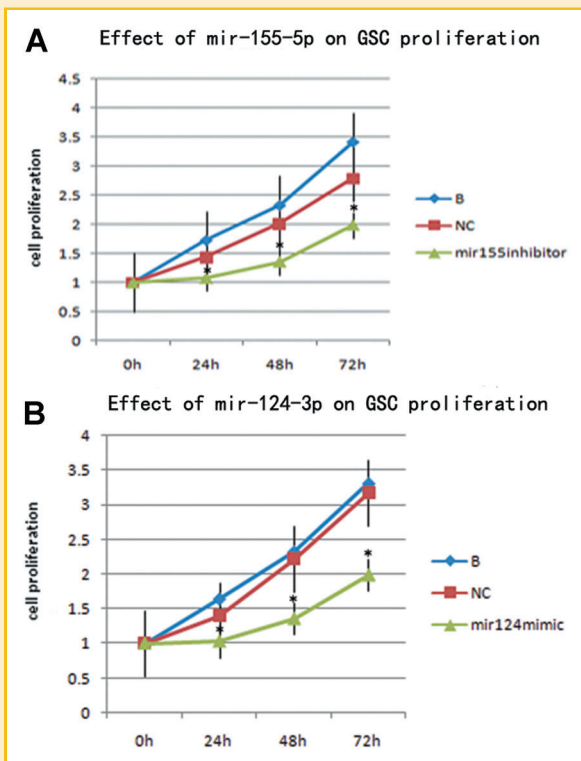 A
Effect of mir-155-5p on GSC proliferation
4.5
4
3.5
3
2.5
2
1.5
1
0.5
0
cell proliferation
* * *
0h 24h 48h 72h
B
NC
mir155inhibitor
B
Effect of mir-124-3p on GSC proliferation
4
3.5
3
2.5
2
1.5
1
0.5
0
cell proliferation
* * *
0h 24h 48h 72h
B
NC
mir124mimic